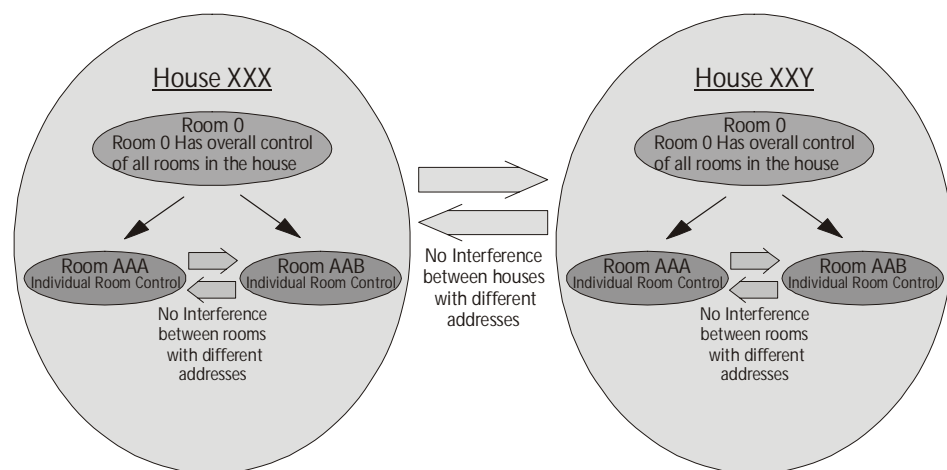 House XXX
Room 0
Room 0 Has overall control
of all rooms in the house
Room AAA
Individual Room Control
Room AAB
Individual Room Control
No Interference
between rooms
with different
addresses
No Interference
between houses
with different
addresses
House XXY
Room 0
Room 0 Has overall control
of all rooms in the house
Room AAA
Individual Room Control
Room AAB
Individual Room Control
No Interference
between rooms
with different
addresses